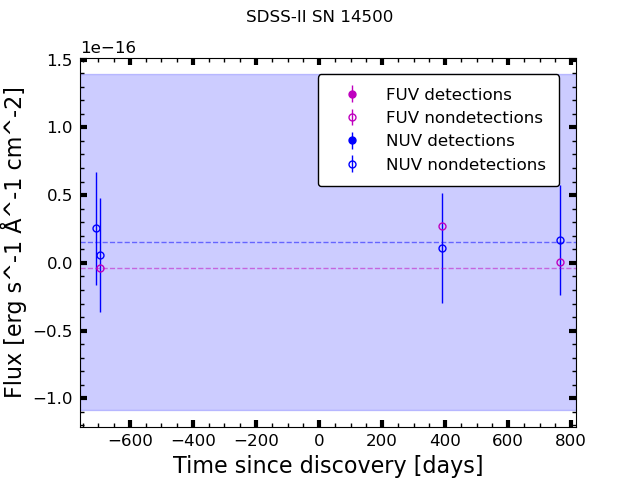 SDSS-II SN 14500
1e−16
1.5
1.0
0.5
0.0
−0.5
−1.0
Flux [erg s^-1 Å^-1 cm^-2]
FUV detections
FUV nondetections
NUV detections
NUV nondetections
−600 −400 −200 0 200 400 600 800
Time since discovery [days]